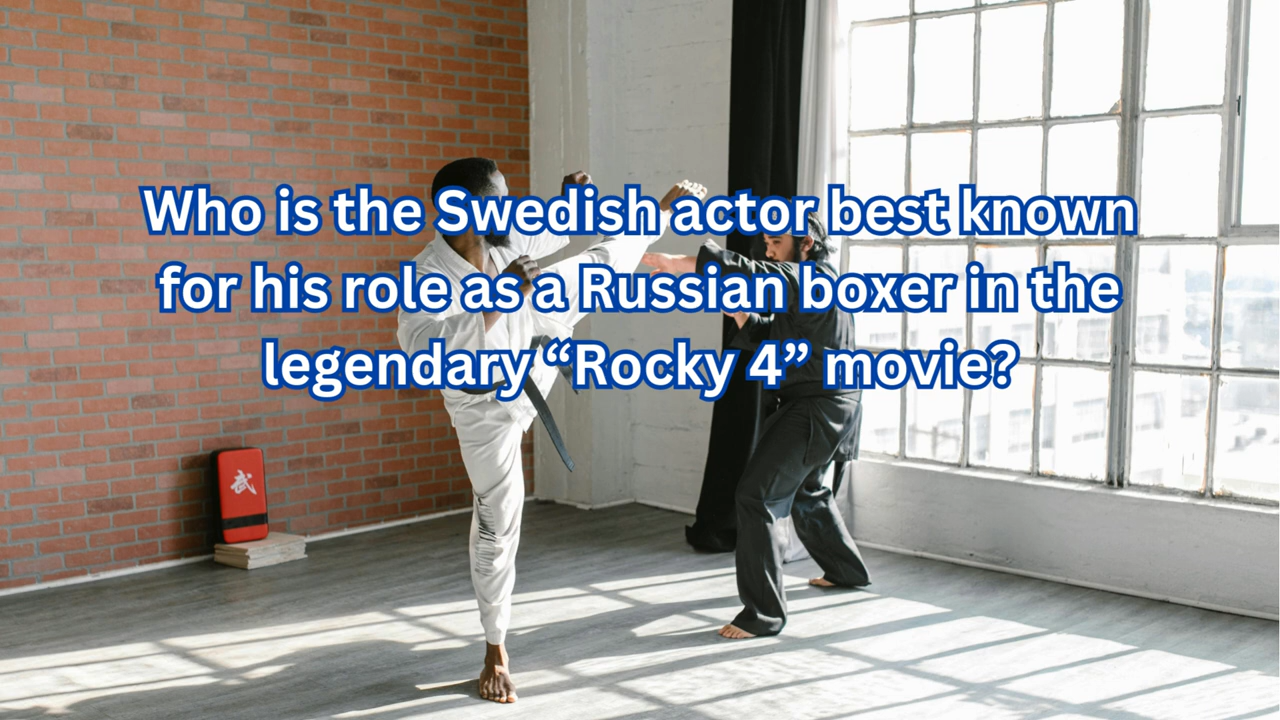 Who is the Swedish actor best known
for his role as a Russian boxer in the
legendary “Rocky 4” movie?
武